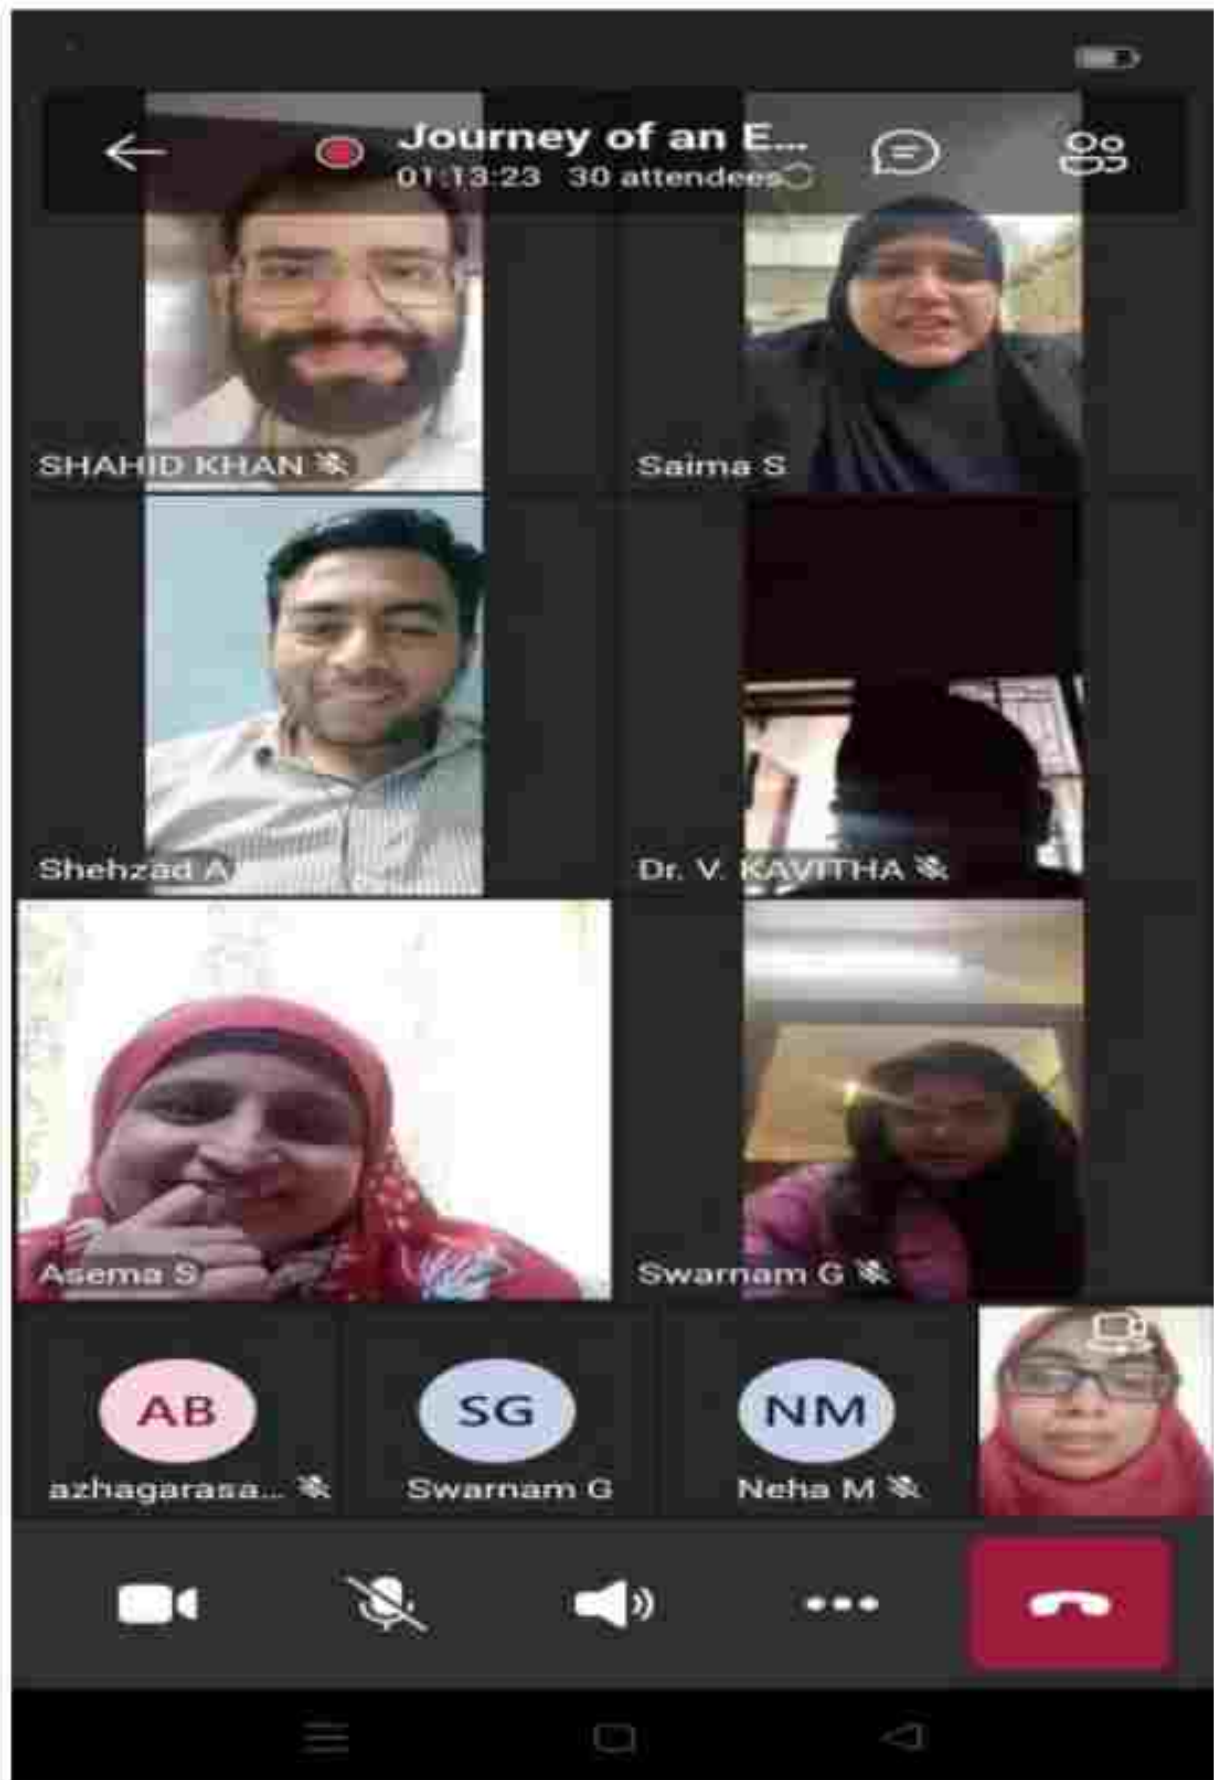 Journey of an E...
01:13:23 30 attendees
SHAHID KHAN
Saima S
Shehzad A
Dr. V. KAVITHA
Asema S
Swarnam G
AB
SG
NM
azhagarasa...
Swarnam G
Neha M